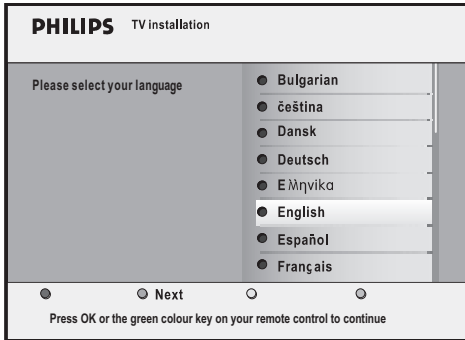 PHILIPS TV installation
Please select your language
Bulgarian
čeština
Dansk
Deutsch
Ελληνικα
English
Español
Français
Next
Press OK or the green colour key on your remote control to continue